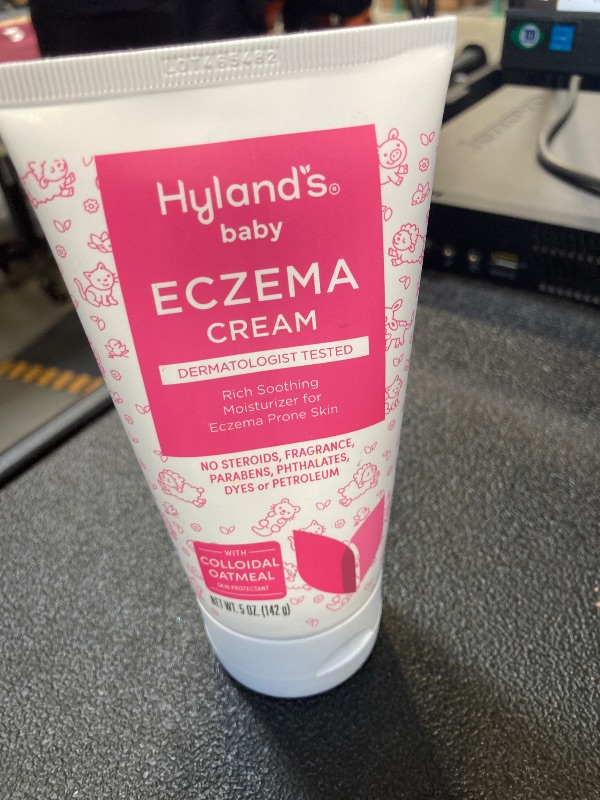 LOT465482
Hyland's®
baby
ECZEMA
CREAM
DERMATOLOGIST TESTED
Rich Soothing
Moisturizer for
Eczema Prone Skin
NO STEROIDS, FRAGRANCE,
PARABENS, PHTHALATES,
DYES or PETROLEUM
WITH
COLLOIDAL
OATMEAL
SKIN PROTECTANT
NET WT. 5 OZ. (142 g)